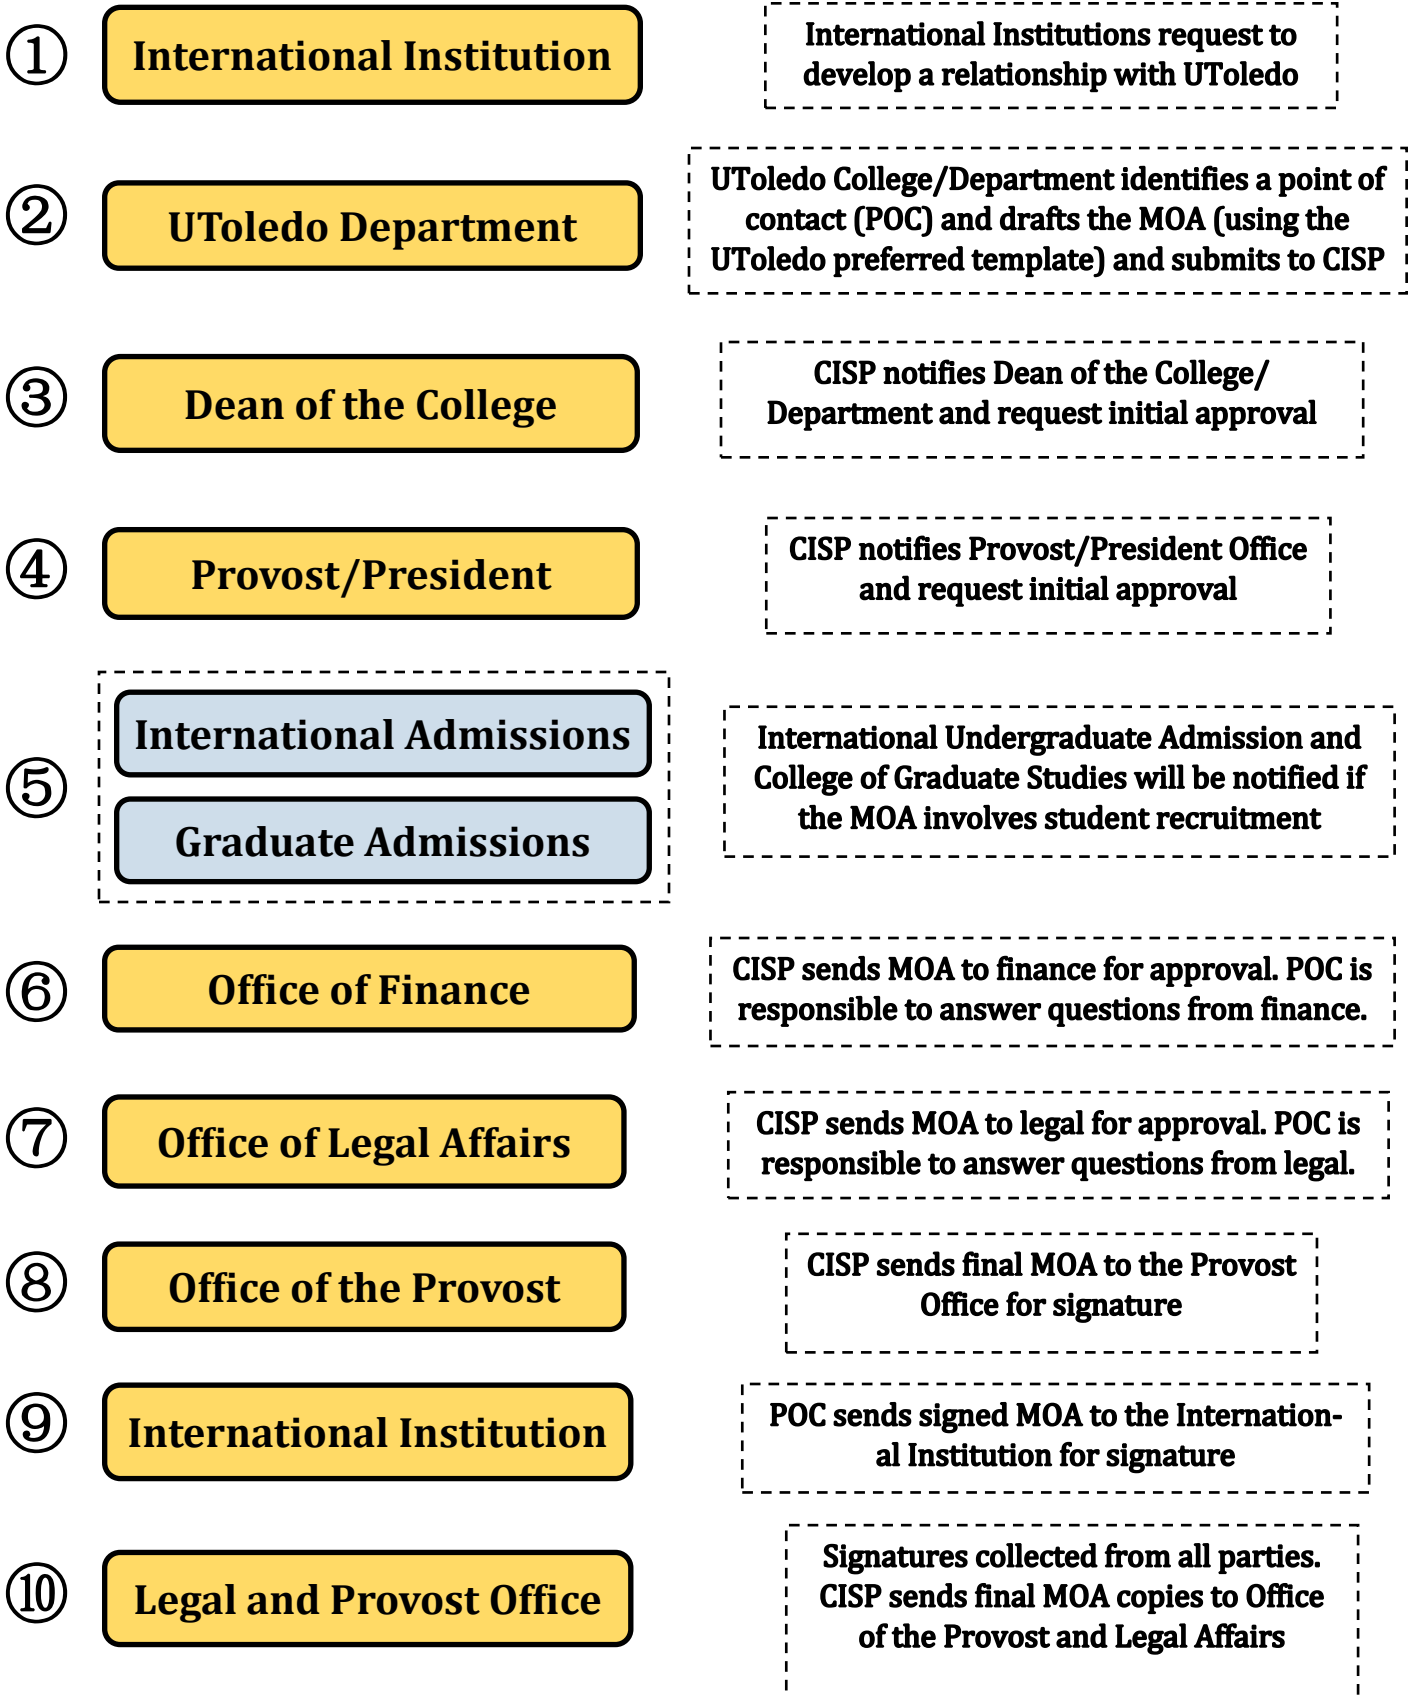 ①
International Institution
International Institutions request to
develop a relationship with UToledo
②
UToledo Department
UToledo College/Department identifies a point of
contact (POC) and drafts the MOA (using the
UToledo preferred template) and submits to CISP
③
Dean of the College
CISP notifies Dean of the College/
Department and request initial approval
④
Provost/President
CISP notifies Provost/President Office
and request initial approval
⑤
International Admissions
Graduate Admissions
International Undergraduate Admission and
College of Graduate Studies will be notified if
the MOA involves student recruitment
⑥
Office of Finance
CISP sends MOA to finance for approval. POC is
responsible to answer questions from finance.
⑦
Office of Legal Affairs
CISP sends MOA to legal for approval. POC is
responsible to answer questions from legal.
⑧
Office of the Provost
CISP sends final MOA to the Provost
Office for signature
⑨
International Institution
POC sends signed MOA to the Internation-
al Institution for signature
⑩
Legal and Provost Office
Signatures collected from all parties.
CISP sends final MOA copies to Office
of the Provost and Legal Affairs